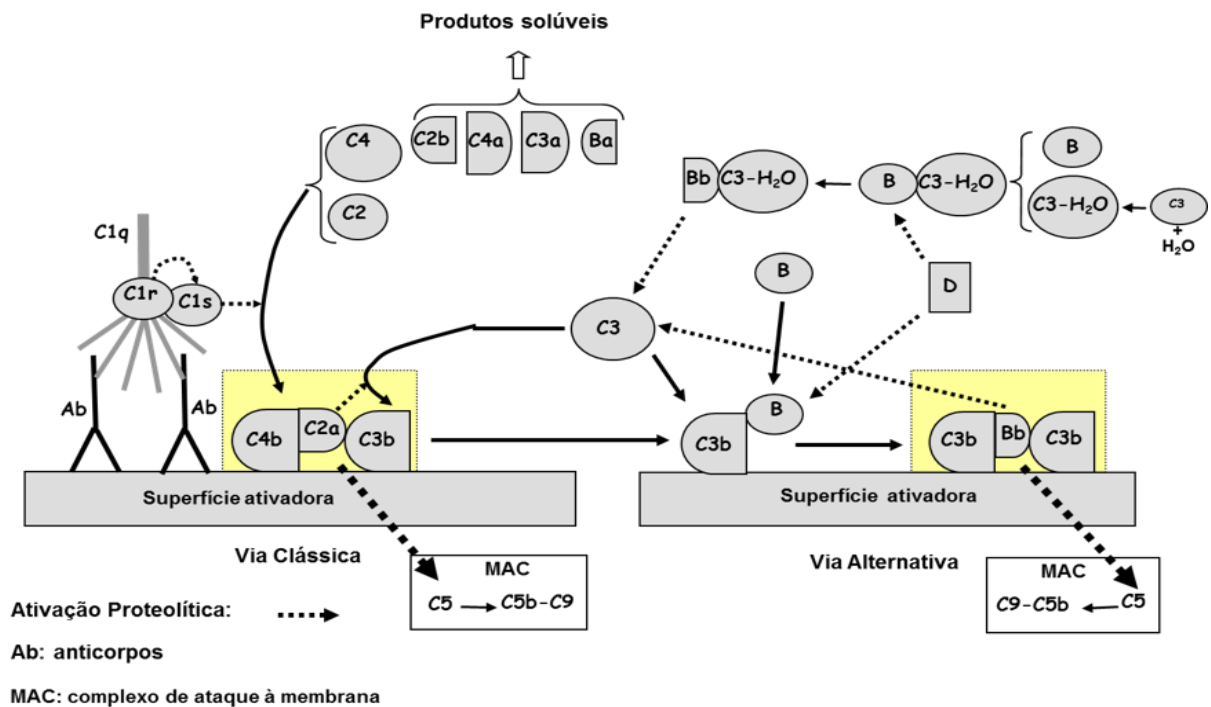 Produtos solúveis
C4
C2b
C4a
C3a
Ba
C2
Bb
C3-H₂O
B
C3-H₂O
B
C3-H₂O
C3
+
H₂O
C1q
C1r
C1s
B
D
C3
Ab
Ab
C4b
C2a
C3b
C3b
B
C3b
Bb
C3b
Superfície ativadora
Superfície ativadora
Via Clássica
Via Alternativa
MAC
C5
C5b-C9
MAC
C9-C5b
C5
Ativação Proteolítica:
Ab: anticorpos
MAC: complexo de ataque à membrana